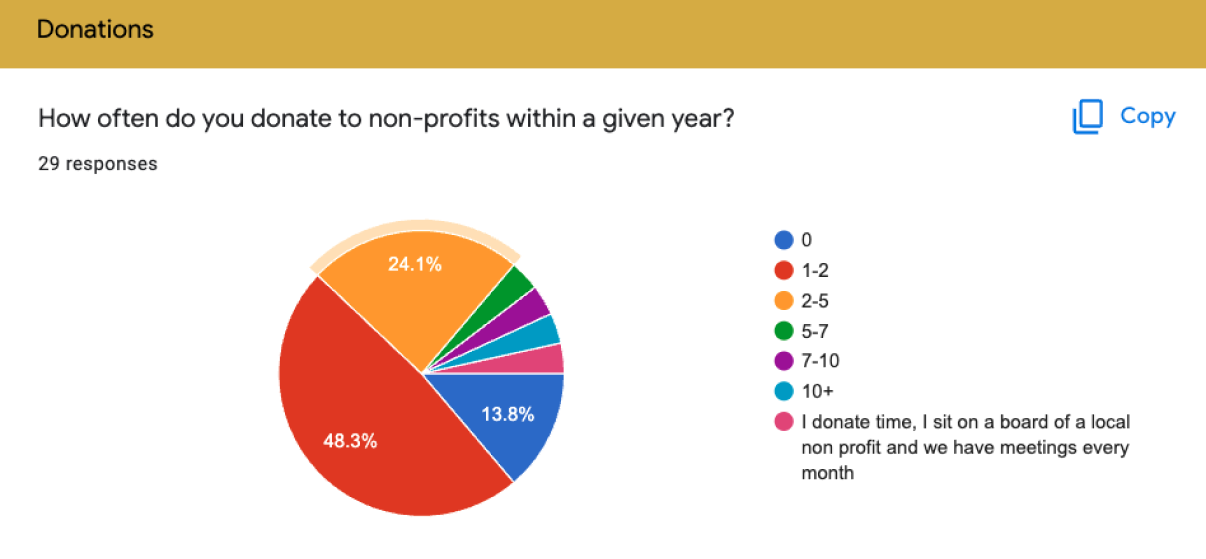 Donations
How often do you donate to non-profits within a given year?
Copy
29 responses
24.1%
13.8%
48.3%
0
1-2
2-5
5-7
7-10
10+
I donate time, I sit on a board of a local
non profit and we have meetings every
month